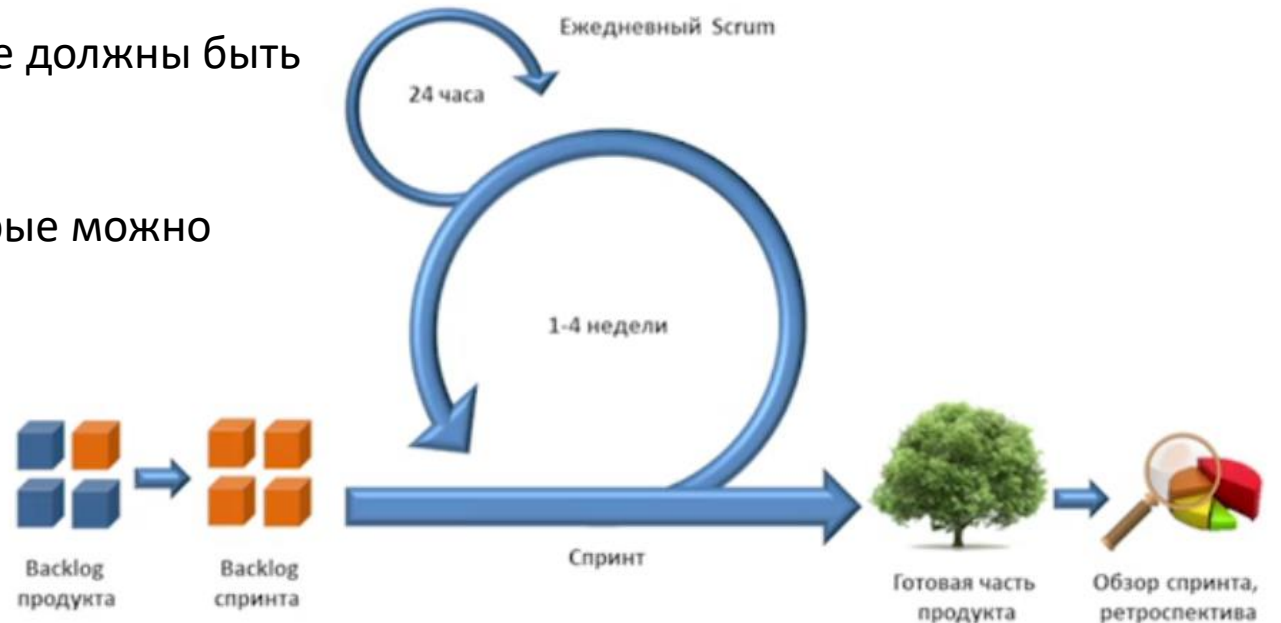 е должны быть
рые можно
Ежедневный Scrum
24 часа
1-4 недели
Спринт
Backlog
продукта
Backlog
спринта
Готовая часть
продукта
Обзор спринта,
ретроспектива